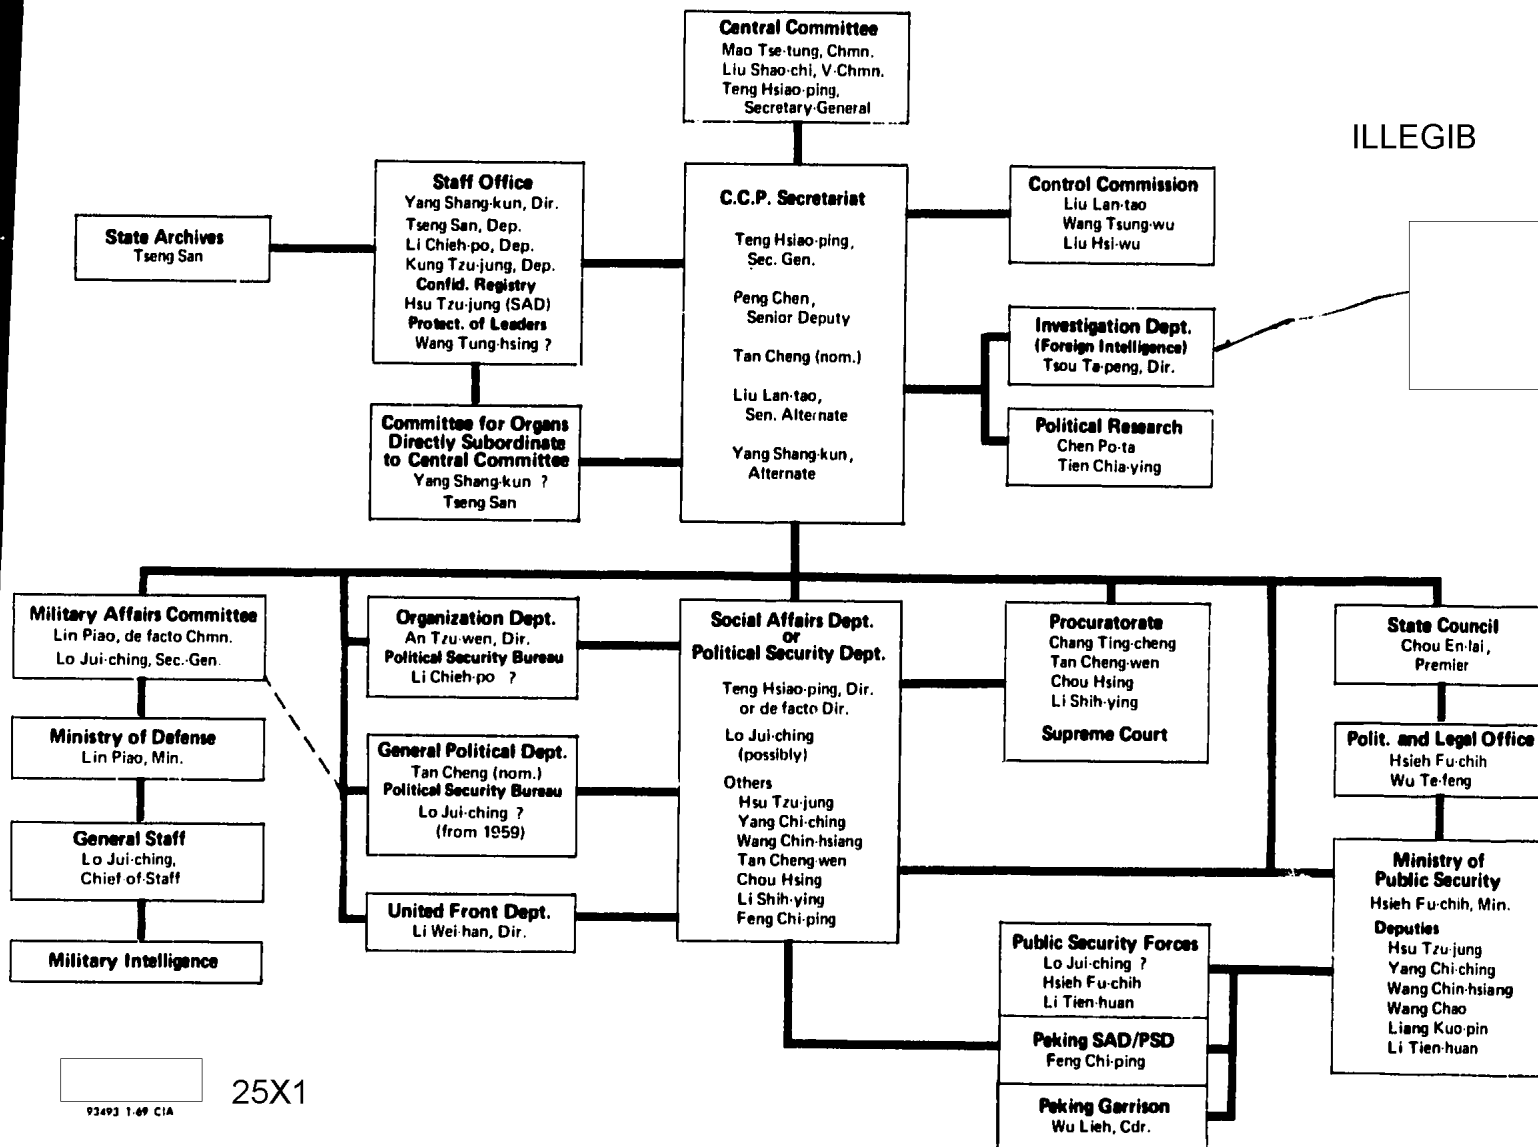 Central Committee
Mao Tse-tung, Chmn.
Liu Shao-chi, V-Chmn.
Teng Hsiao-ping,
Secretary-General
ILLEGIB
Staff Office
Yang Shang-kun, Dir.
Tseng San, Dep.
Li Chieh-po, Dep.
Kung Tzu-jung, Dep.
Confid. Registry
Hsu Tzu-jung (SAD)
Protect. of Leaders
Wang Tung-hsing ?
State Archives
Tseng San
C.C.P. Secretariat
Teng Hsiao-ping,
Sec. Gen.
Peng Chen,
Senior Deputy
Tan Cheng (nom.)
Liu Lan-tao,
Sen. Alternate
Yang Shang-kun,
Alternate
Control Commission
Liu Lan-tao
Wang Tsung-wu
Liu Hsi-wu
Investigation Dept.
(Foreign Intelligence)
Tsou Ta-peng, Dir.
Political Research
Chen Po-ta
Tien Chia-ying
Committee for Organs
Directly Subordinate
to Central Committee
Yang Shang-kun ?
Tseng San
Military Affairs Committee
Lin Piao, de facto Chmn.
Lo Jui-ching, Sec.-Gen.
Ministry of Defense
Lin Piao, Min.
General Staff
Lo Jui-ching,
Chief-of-Staff
Military Intelligence
Organization Dept.
An Tzu-wen, Dir.
Political Security Bureau
Li Chieh-po ?
General Political Dept.
Tan Cheng (nom.)
Political Security Bureau
Lo Jui-ching ?
(from 1959)
United Front Dept.
Li Wei-han, Dir.
Social Affairs Dept.
or
Political Security Dept.
Teng Hsiao-ping, Dir.
or de facto Dir.
Lo Jui-ching
(possibly)
Others
Hsu Tzu-jung
Yang Chi-ching
Wang Chin-hsiang
Tan Cheng-wen
Chou Hsing
Li Shih-ying
Feng Chi-ping
Procuratorate
Chang Ting-cheng
Tan Cheng-wen
Chou Hsing
Li Shih-ying
Supreme Court
State Council
Chou En-lai,
Premier
Polit. and Legal Office
Hsieh Fu-chih
Wu Te-feng
Ministry of
Public Security
Hsieh Fu-chih, Min.
Deputies
Hsu Tzu-jung
Yang Chi-ching
Wang Chin-hsiang
Wang Chao
Liang Kuo-pin
Li Tien-huan
Public Security Forces
Lo Jui-ching ?
Hsieh Fu-chih
Li Tien-huan
Peking SAD/PSD
Feng Chi-ping
Peking Garrison
Wu Lieh, Cdr.
25X1
93493 1-69 CIA